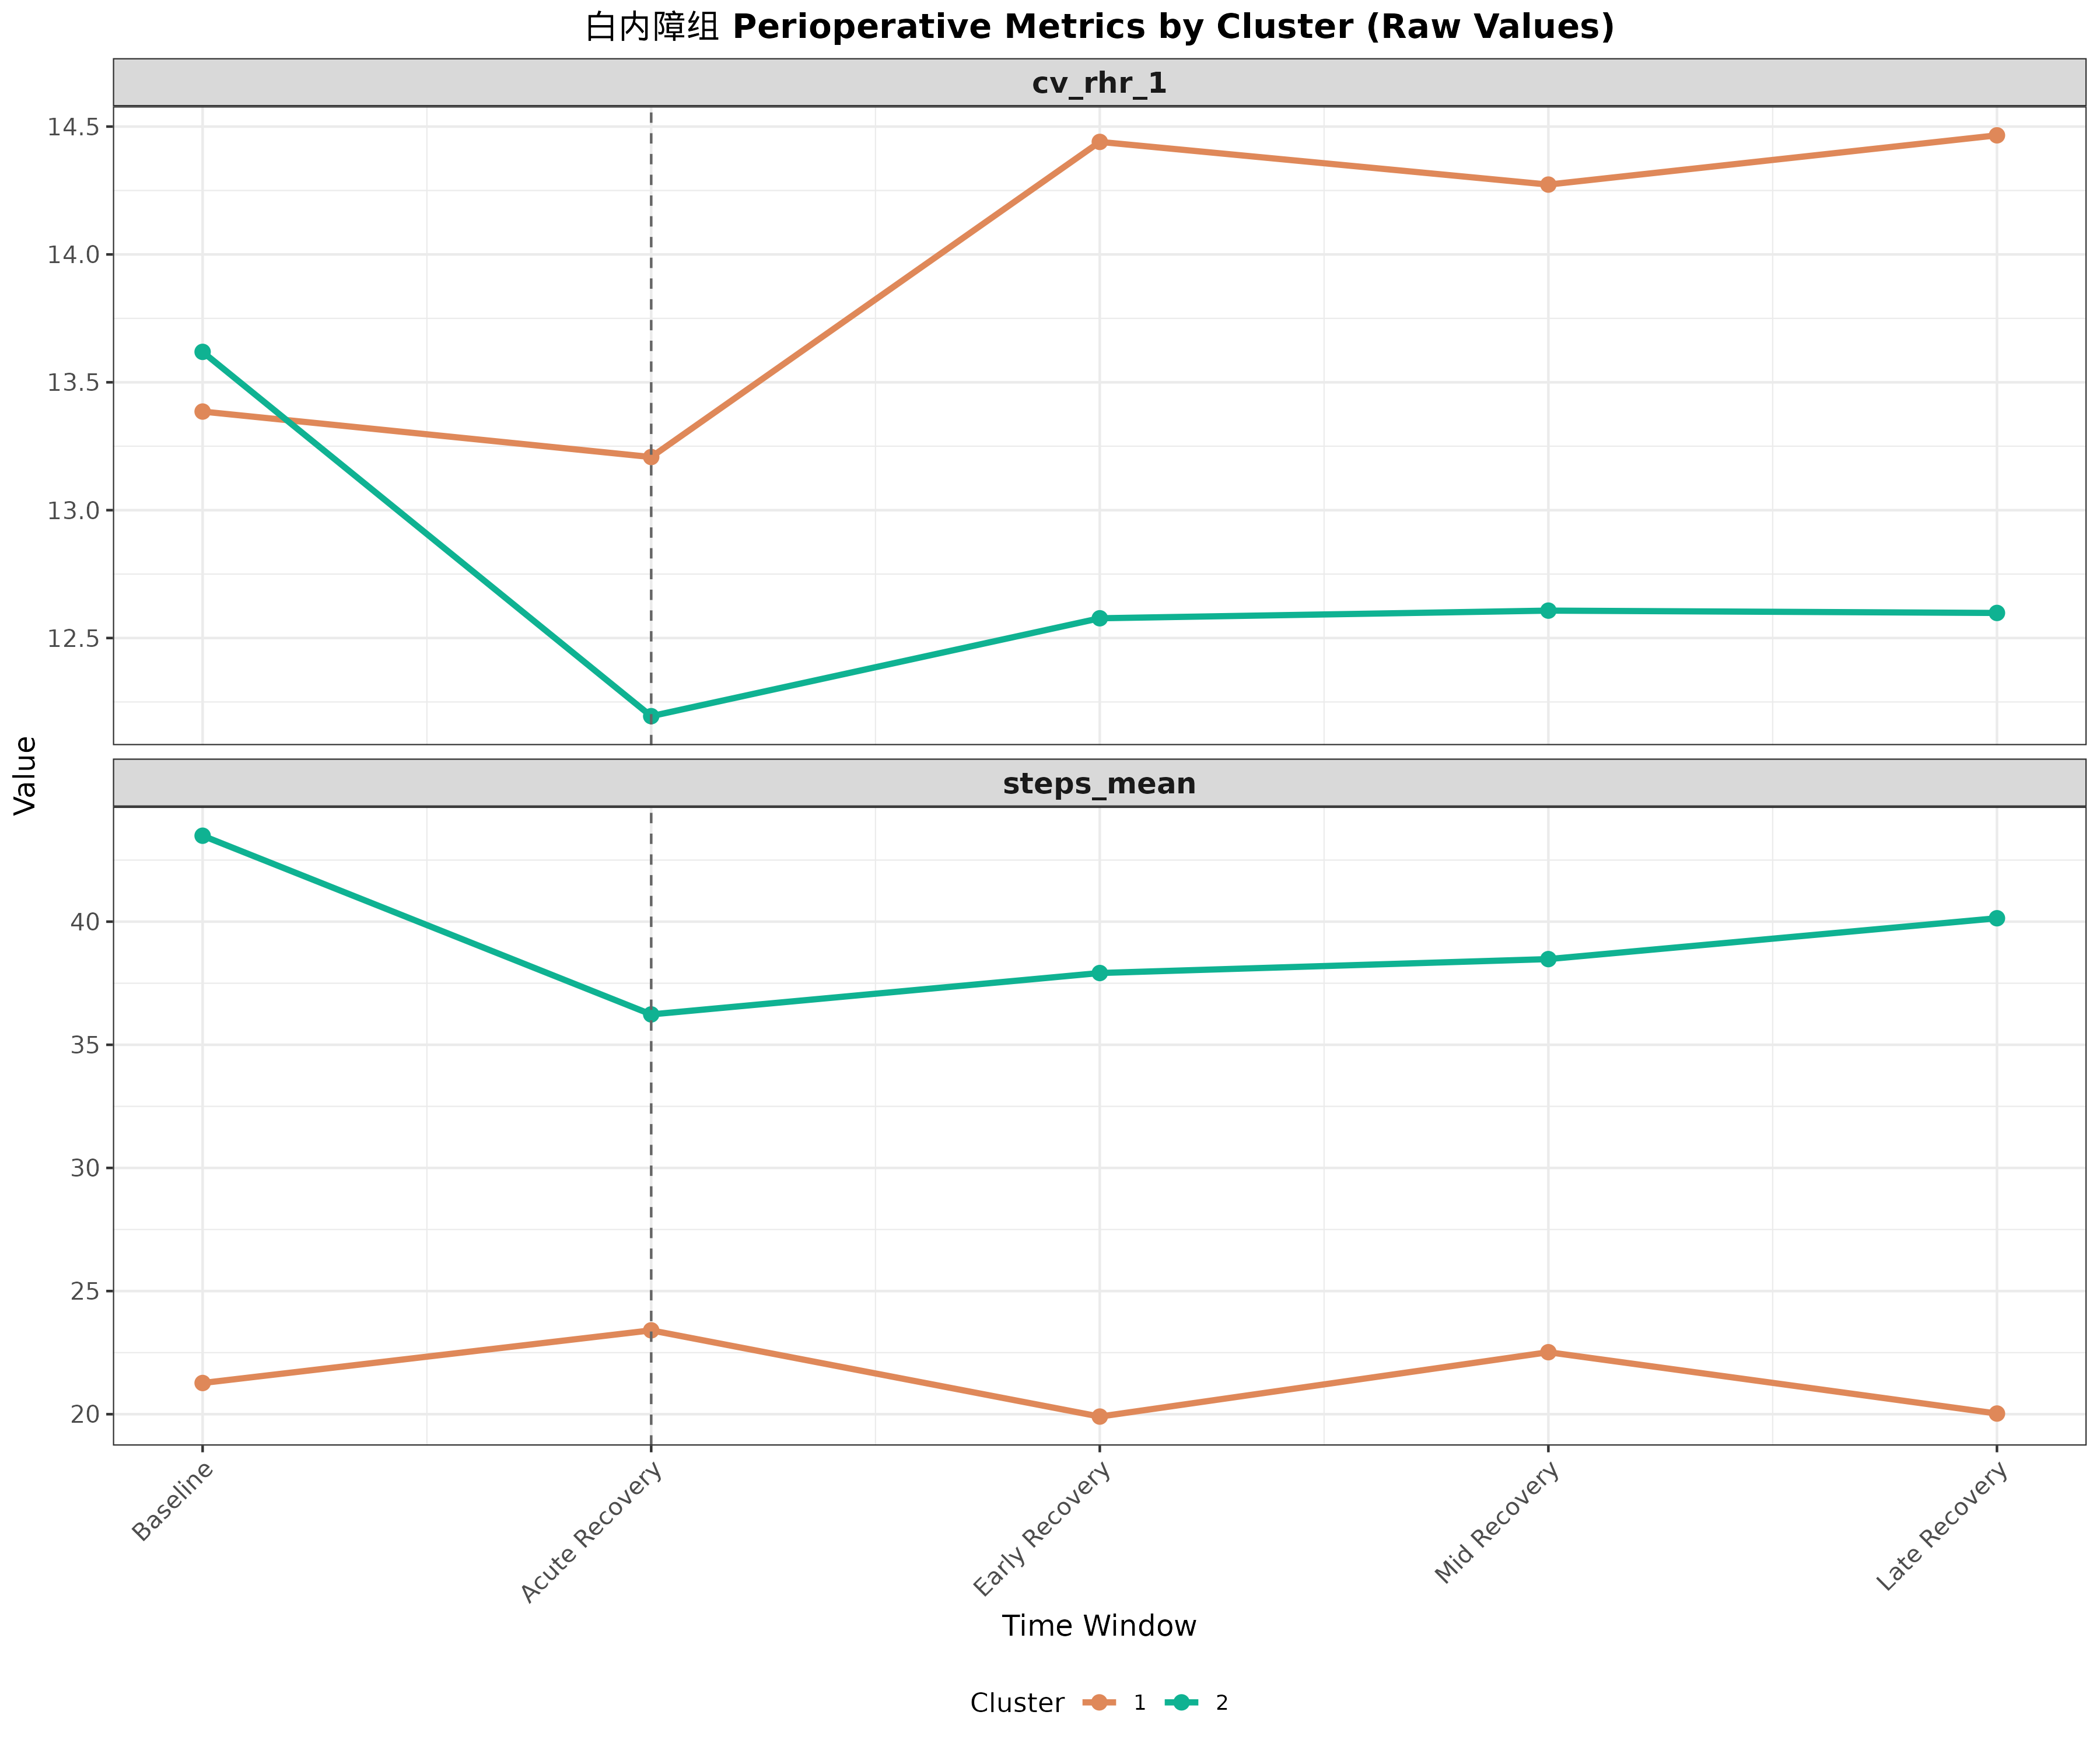 白内障组 Perioperative Metrics by Cluster (Raw Values)
cv_rhr_1
14.5
14.0
13.5
13.0
12.5
Value
steps_mean
40
35
30
25
20
Baseline
Acute Recovery
Early Recovery
Mid Recovery
Late Recovery
Time Window
Cluster 1 2